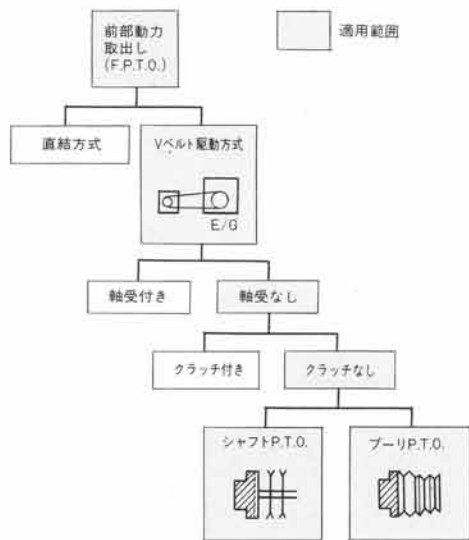 前部動力
取出し
(F.P.T.O.)
適用範囲
直結方式
Vベルト駆動方式
E/G
軸受付き
軸受なし
クラッチ付き
クラッチなし
シャフトP.T.O.
プーリP.T.O.